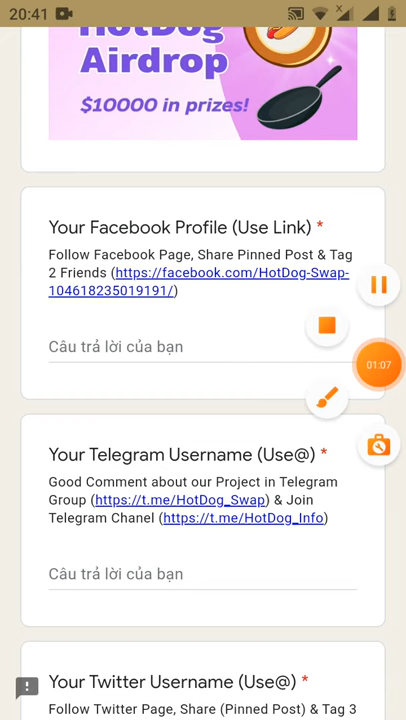 20:41
HotDog
Airdrop
$10000 in prizes!
Your Facebook Profile (Use Link) *
Follow Facebook Page, Share Pinned Post & Tag
2 Friends (https://facebook.com/HotDog-Swap-
104618235019191/)
Câu trả lời của bạn
01:07
Your Telegram Username (Use@) *
Good Comment about our Project in Telegram
Group (https://t.me/HotDog_Swap) & Join
Telegram Chanel (https://t.me/HotDog_Info)
Câu trả lời của bạn
Your Twitter Username (Use@) *
Follow Twitter Page, Share (Pinned Post) & Tag 3